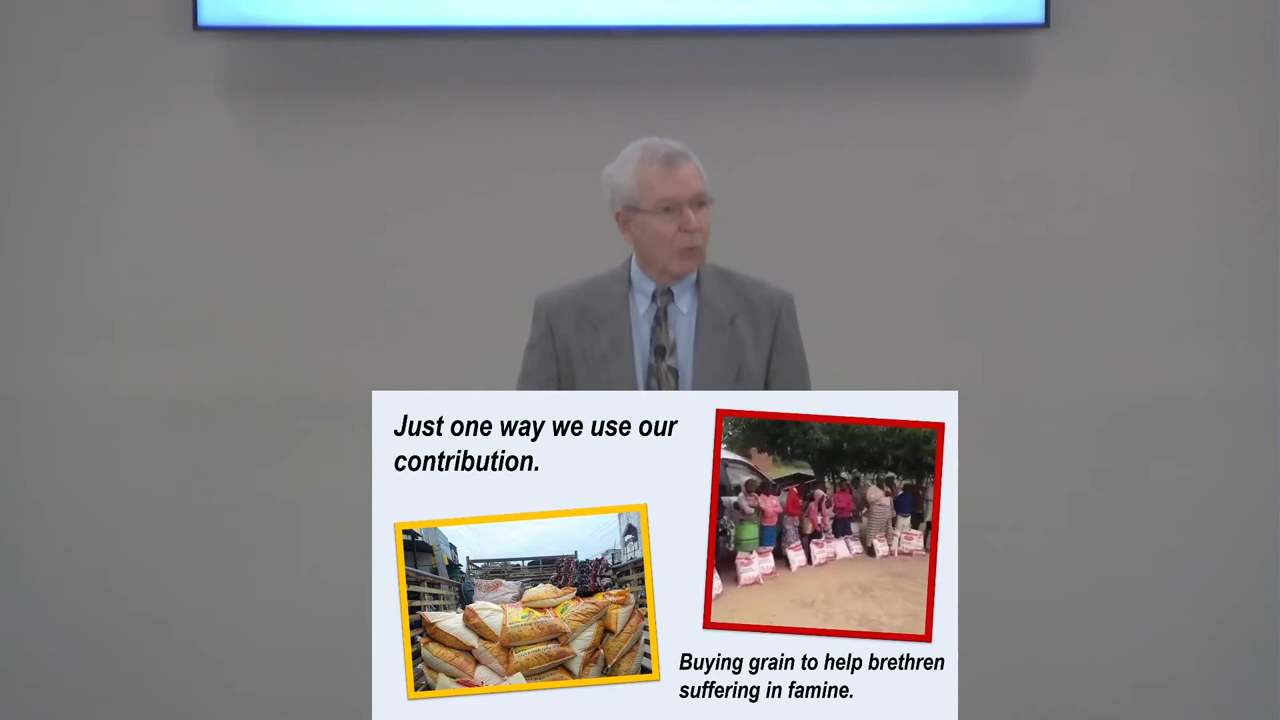 Just one way we use our
contribution.
Buying grain to help brethren
suffering in famine.